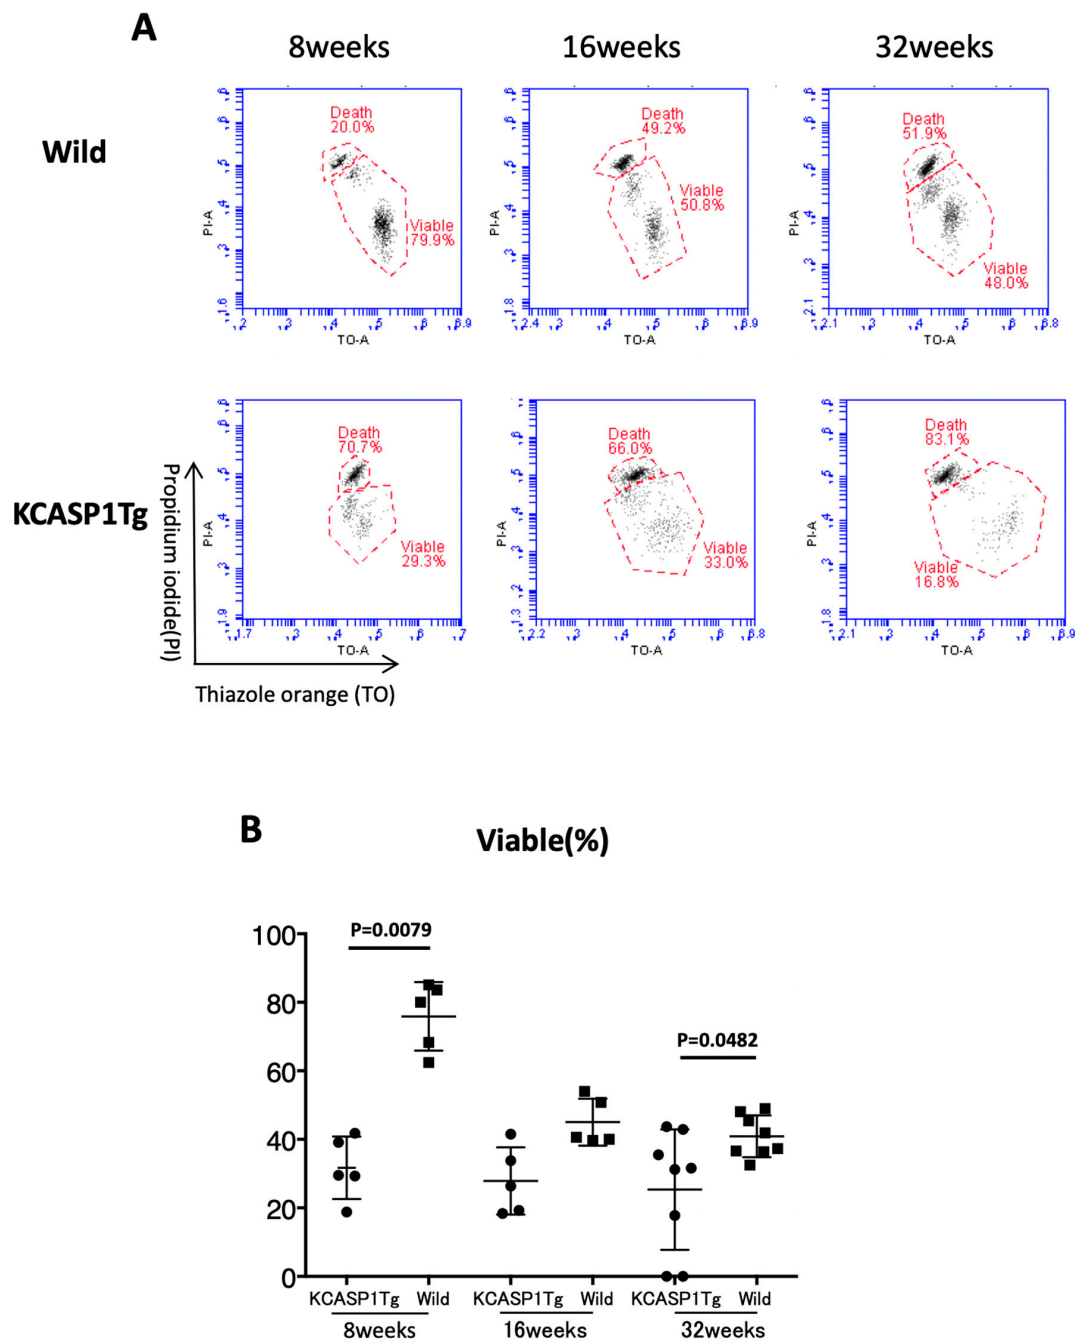 A
8weeks
16weeks
32weeks
Wild
Death
20.0%
Viable
79.9%
PI-A
TO-A
Death
49.2%
Viable
50.8%
PI-A
TO-A
Death
51.9%
Viable
48.0%
PI-A
TO-A
KCASP1Tg
Propidium iodide(PI)
Thiazole orange (TO)
Death
70.7%
Viable
29.3%
PI-A
TO-A
Death
66.0%
Viable
33.0%
PI-A
TO-A
Death
83.1%
Viable
16.8%
PI-A
TO-A
B
Viable(%)
P=0.0079
P=0.0482
100
80
60
40
20
0
KCASP1Tg Wild KCASP1Tg Wild KCASP1Tg Wild
8weeks 16weeks 32weeks